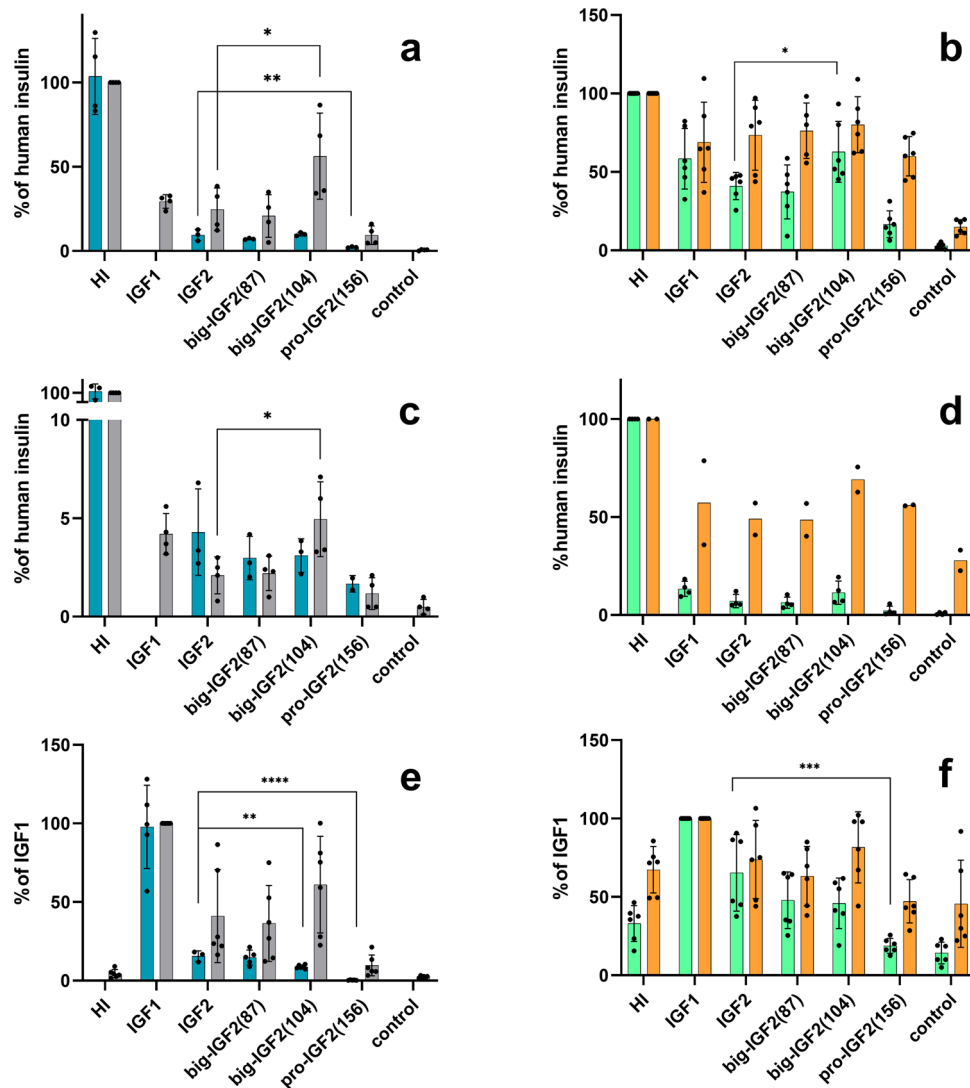 a
%of human insulin
100
50
0
*
**
HI
IGF1
IGF2
big-IGF2(87)
big-IGF2(104)
pro-IGF2(156)
control
b
%of human insulin
150
100
50
0
*
HI
IGF1
IGF2
big-IGF2(87)
big-IGF2(104)
pro-IGF2(156)
control
c
%of human insulin
100
10
5
0
*
HI
IGF1
IGF2
big-IGF2(87)
big-IGF2(104)
pro-IGF2(156)
control
d
% human insulin
100
50
0
HI
IGF1
IGF2
big-IGF2(87)
big-IGF2(104)
pro-IGF2(156)
control
e
%of IGF1
150
100
50
0
****
**
HI
IGF1
IGF2
big-IGF2(87)
big-IGF2(104)
pro-IGF2(156)
control
f
%of IGF1
150
100
50
0
***
HI
IGF1
IGF2
big-IGF2(87)
big-IGF2(104)
pro-IGF2(156)
control